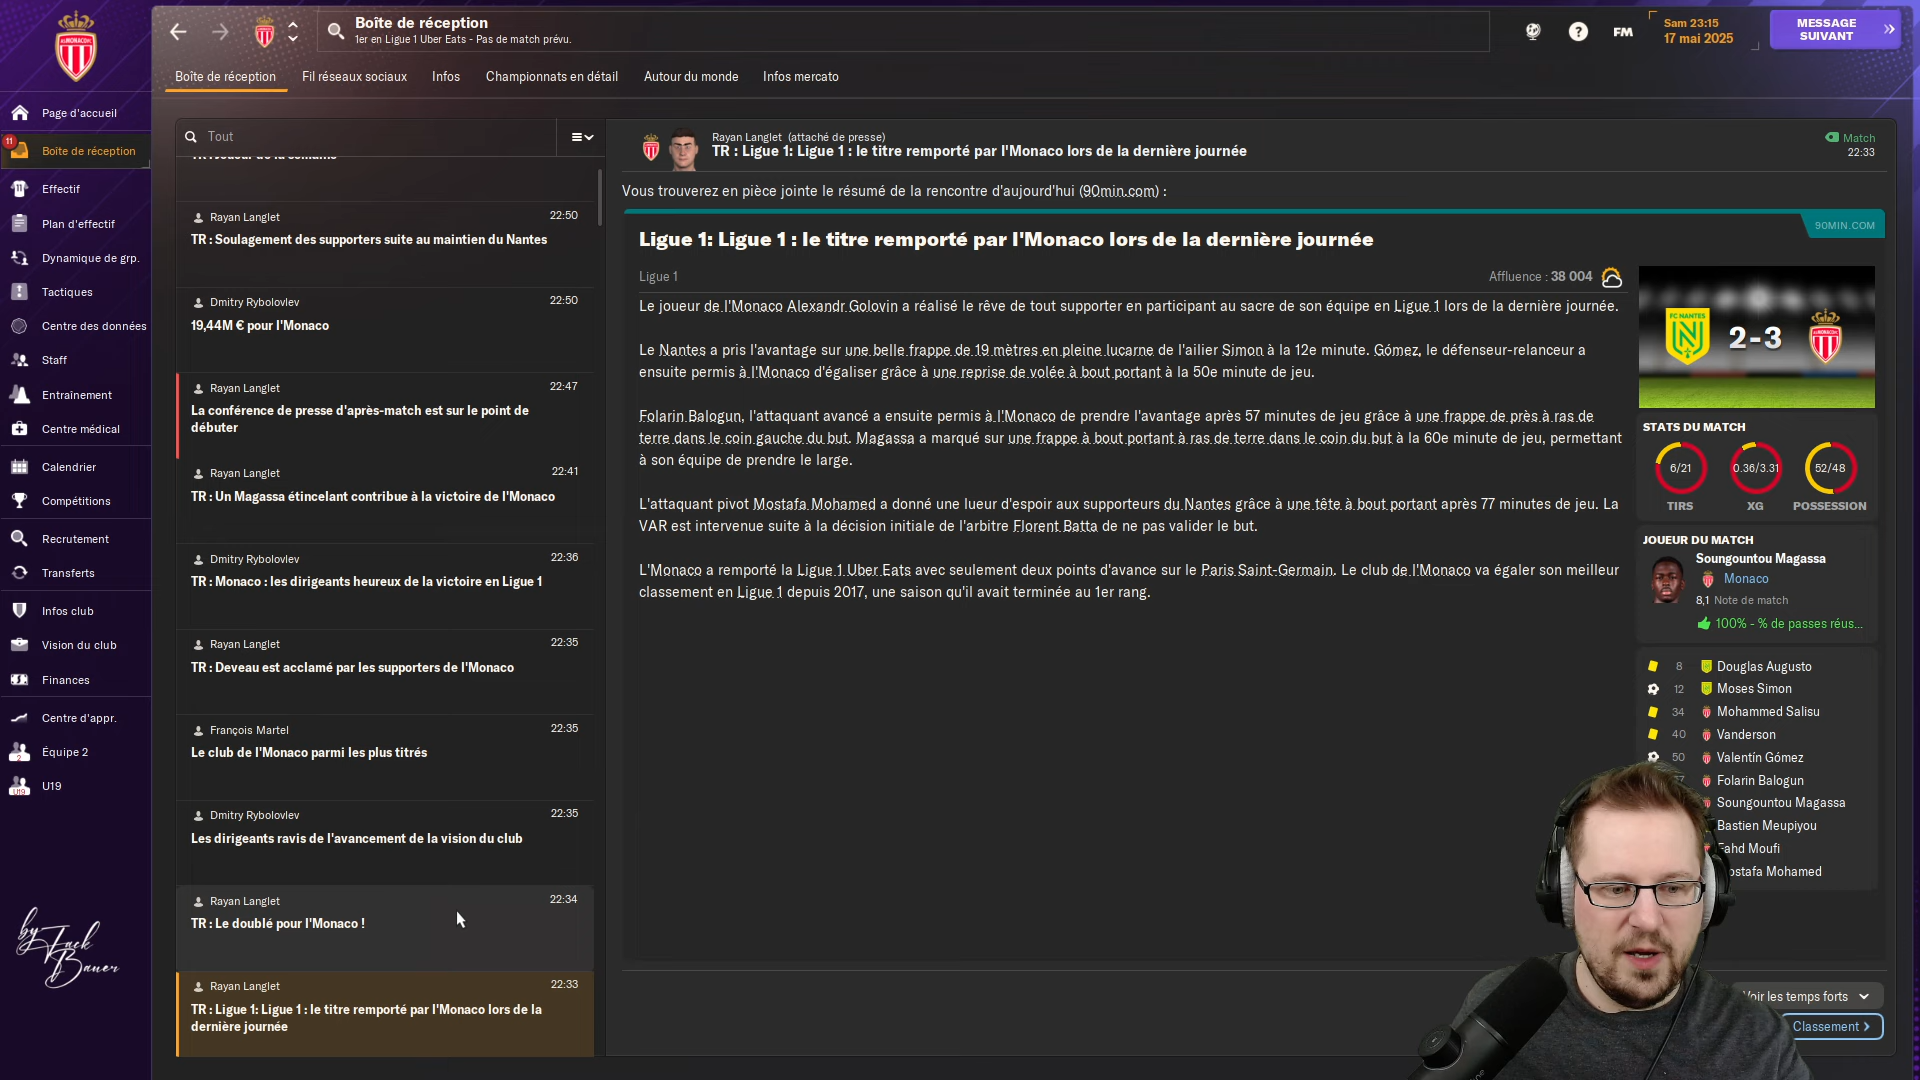 Boîte de réception
1er en Ligue 1 Uber Eats - Pas de match prévu.
FM
Sam 23:15
17 mai 2025
MESSAGE
SUIVANT
Boîte de réception
Fil réseaux sociaux
Infos
Championnats en détail
Autour du monde
Infos mercato
Page d'accueil
11
Boîte de réception
Effectif
Plan d'effectif
Dynamique de grp.
Tactiques
Centre des données
Staff
Entraînement
Centre médical
Calendrier
Compétitions
Recrutement
Transferts
Infos club
Vision du club
Finances
Centre d'appr.
Équipe 2
U19
by Jack Bauer
Tout
Rayan Langlet 22:50
TR : Soulagement des supporters suite au maintien du Nantes
Dmitry Rybolovlev 22:50
19,44M € pour l'Monaco
Rayan Langlet 22:47
La conférence de presse d'après-match est sur le point de
débuter
Rayan Langlet 22:41
TR : Un Magassa étincelant contribue à la victoire de l'Monaco
Dmitry Rybolovlev 22:36
TR : Monaco : les dirigeants heureux de la victoire en Ligue 1
Rayan Langlet 22:35
TR : Deveau est acclamé par les supporters de l'Monaco
François Martel 22:35
Le club de l'Monaco parmi les plus titrés
Dmitry Rybolovlev 22:35
Les dirigeants ravis de l'avancement de la vision du club
Rayan Langlet 22:34
TR : Le doublé pour l'Monaco !
Rayan Langlet 22:33
TR : Ligue 1: Ligue 1 : le titre remporté par l'Monaco lors de la
dernière journée
Rayan Langlet (attaché de presse)
TR : Ligue 1: Ligue 1 : le titre remporté par l'Monaco lors de la dernière journée
Match
22:33
Vous trouverez en pièce jointe le résumé de la rencontre d'aujourd'hui (90min.com) :
90MIN.COM
Ligue 1: Ligue 1 : le titre remporté par l'Monaco lors de la dernière journée
Ligue 1
Affluence : 38 004
Le joueur de l'Monaco Alexandr Golovin a réalisé le rêve de tout supporter en participant au sacre de son équipe en Ligue 1 lors de la dernière journée.
Le Nantes a pris l'avantage sur une belle frappe de 19 mètres en pleine lucarne de l'ailier Simon à la 12e minute. Gómez, le défenseur-relanceur a
ensuite permis à l'Monaco d'égaliser grâce à une reprise de volée à bout portant à la 50e minute de jeu.
Folarin Balogun, l'attaquant avancé a ensuite permis à l'Monaco de prendre l'avantage après 57 minutes de jeu grâce à une frappe de près à ras de
terre dans le coin gauche du but. Magassa a marqué sur une frappe à bout portant à ras de terre dans le coin du but à la 60e minute de jeu, permettant
à son équipe de prendre le large.
L'attaquant pivot Mostafa Mohamed a donné une lueur d'espoir aux supporteurs du Nantes grâce à une tête à bout portant après 77 minutes de jeu. La
VAR est intervenue suite à la décision initiale de l'arbitre Florent Batta de ne pas valider le but.
L'Monaco a remporté la Ligue 1 Uber Eats avec seulement deux points d'avance sur le Paris Saint-Germain. Le club de l'Monaco va égaler son meilleur
classement en Ligue 1 depuis 2017, une saison qu'il avait terminée au 1er rang.
FC NANTES
2-3
STATS DU MATCH
6/21
0.36/3.31
52/48
TIRS
XG
POSSESSION
JOUEUR DU MATCH
Soungountou Magassa
Monaco
8,1 Note de match
100% - % de passes réus...
8 Douglas Augusto
12 Moses Simon
34 Mohammed Salisu
40 Vanderson
50 Valentín Gómez
Folarin Balogun
Soungountou Magassa
Bastien Meupiyou
Fahd Moufi
ostafa Mohamed
Voir les temps forts
Classement